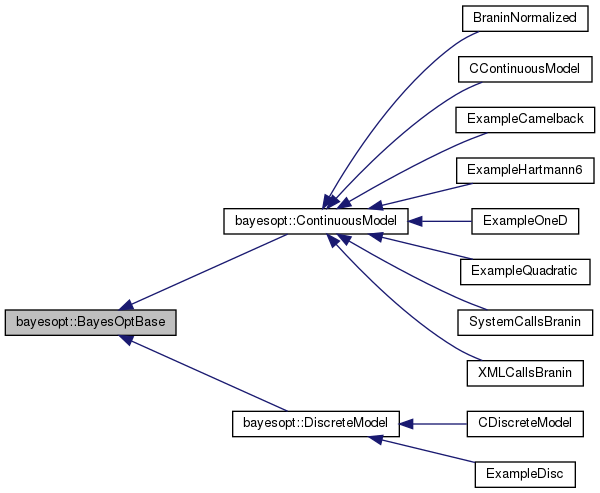 BraninNormalized
CContinuousModel
ExampleCamelback
ExampleHartmann6
bayesopt::ContinuousModel
ExampleOneD
ExampleQuadratic
bayesopt::BayesOptBase
SystemCallsBranin
XMLCallsBranin
bayesopt::DiscreteModel
CDiscreteModel
ExampleDisc